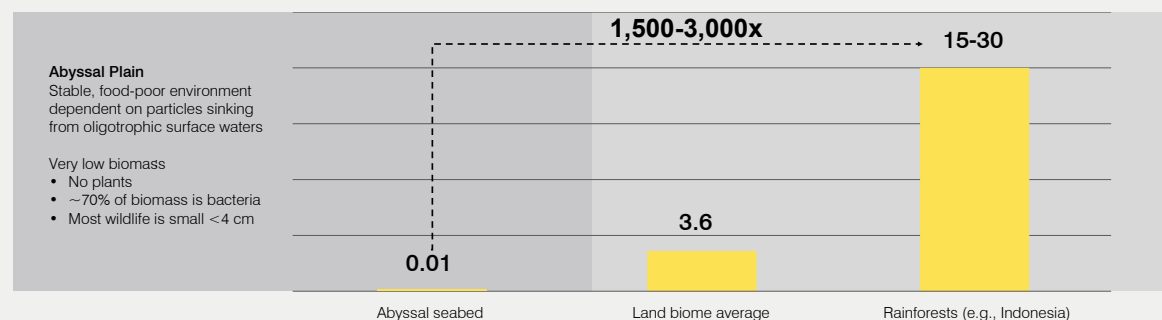 1,500-3,000x
15-30
Abyssal Plain
Stable, food-poor environment
dependent on particles sinking
from oligotrophic surface waters
Very low biomass
• No plants
• ~70% of biomass is bacteria
• Most wildlife is small <4 cm
3.6
0.01
Abyssal seabed
Land biome average
Rainforests (e.g., Indonesia)